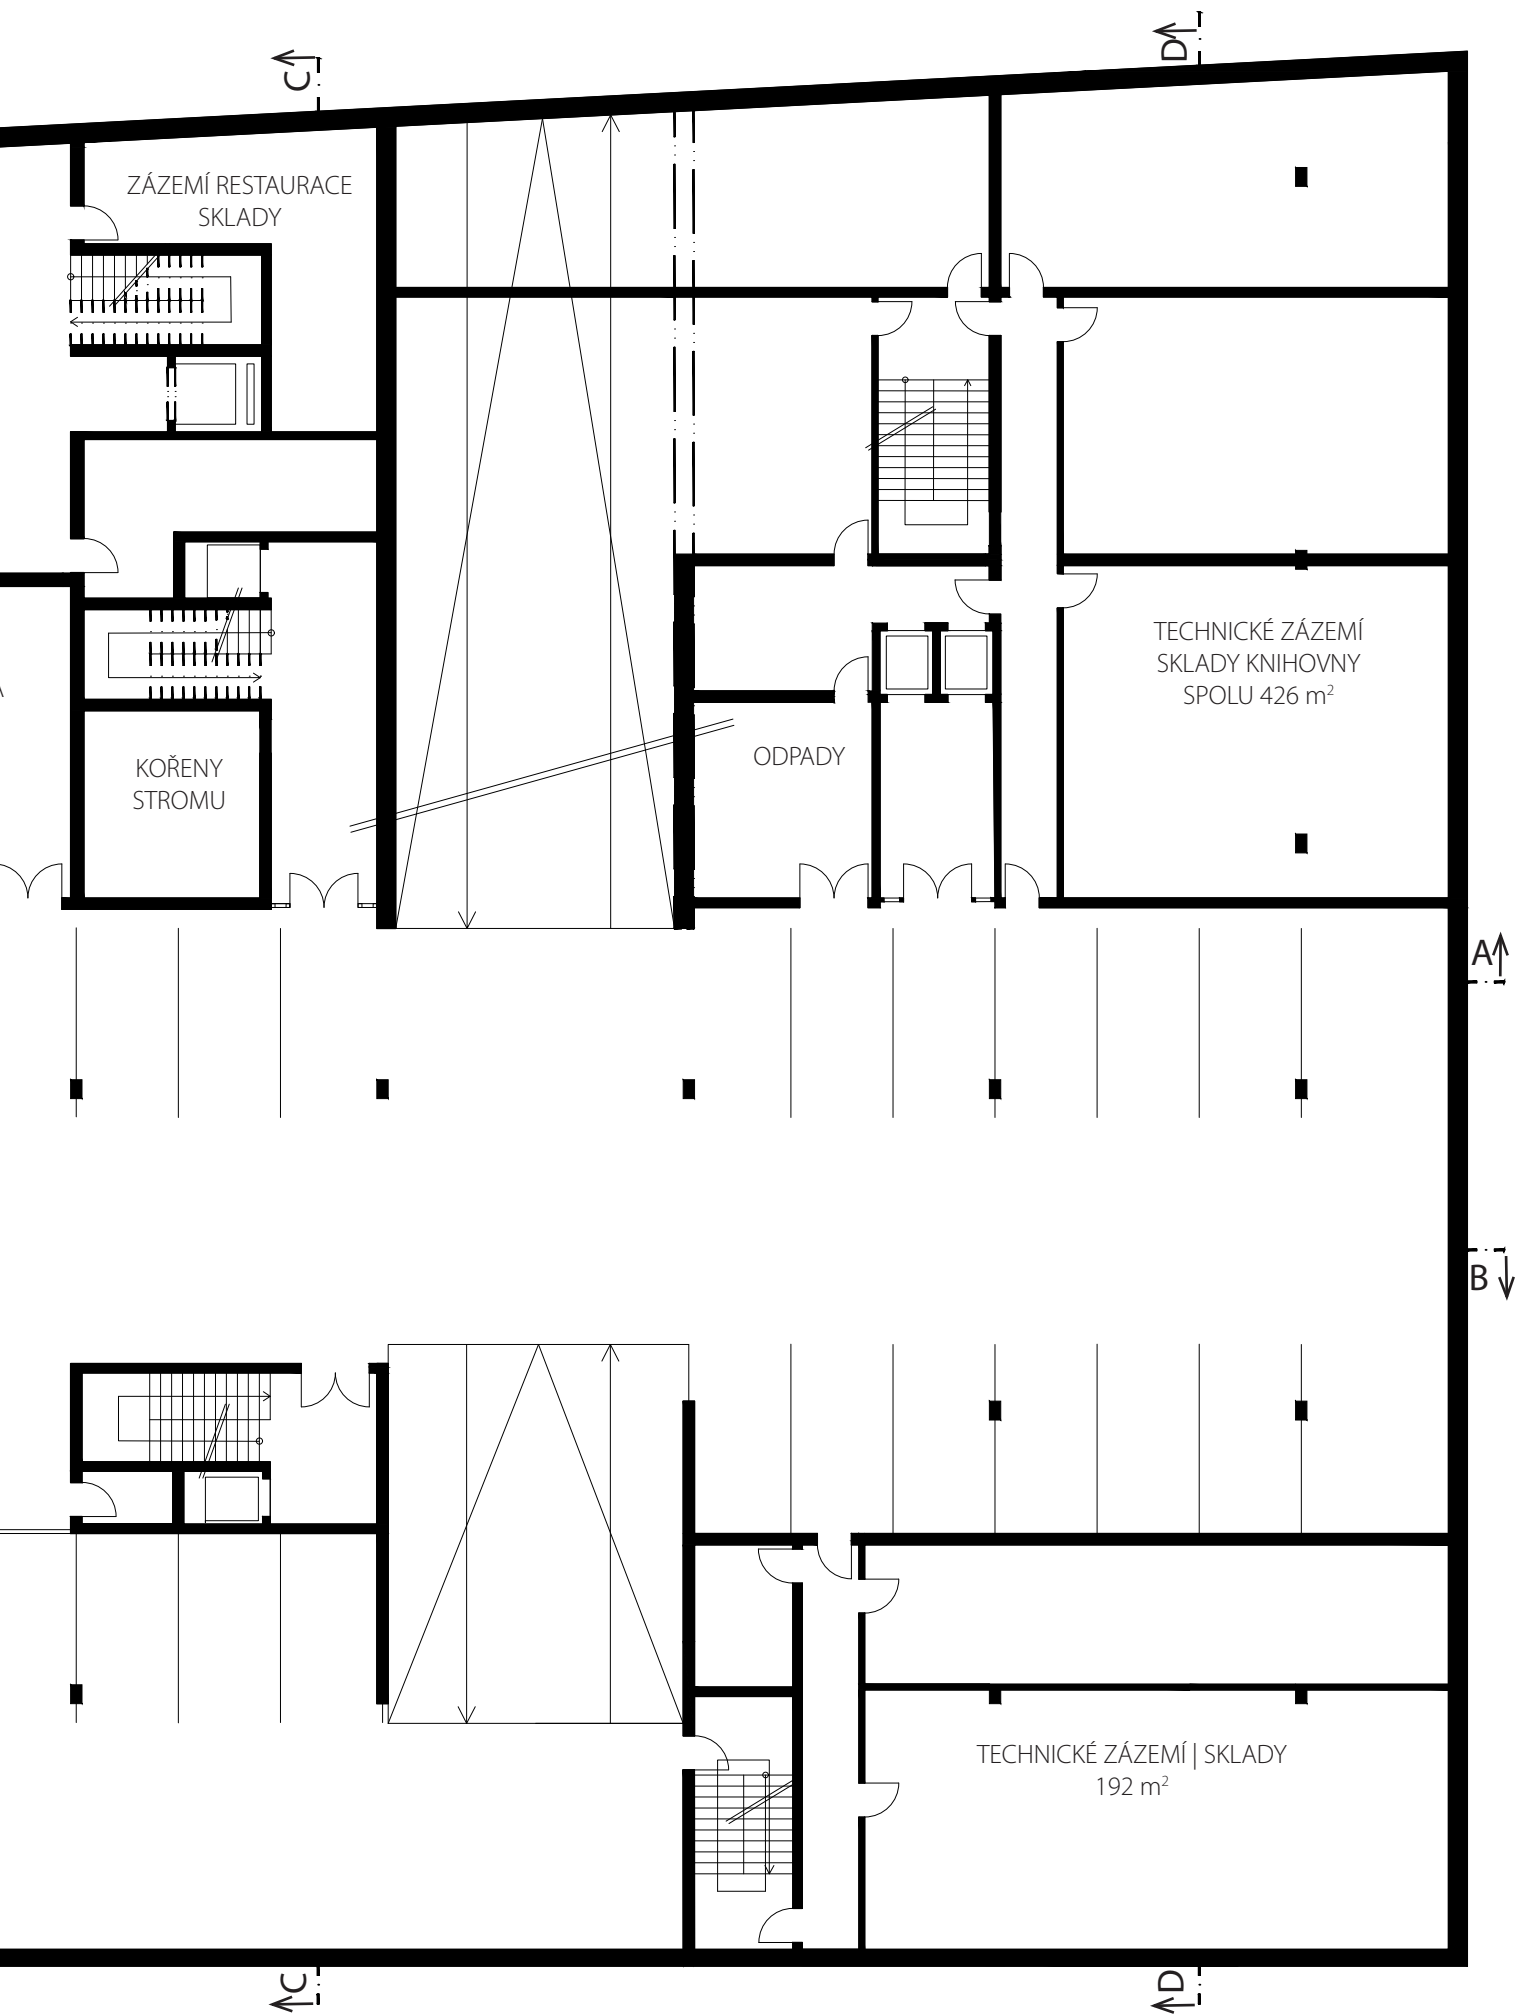 D
C
ZÁZEMÍ RESTAURACE
SKLADY
TECHNICKÉ ZÁZEMÍ
SKLADY KNIHOVNY
SPOLU 426 m²
A
ODPADY
KOŘENY
STROMU
A
B
TECHNICKÉ ZÁZEMÍ | SKLADY
192 m²
C
D